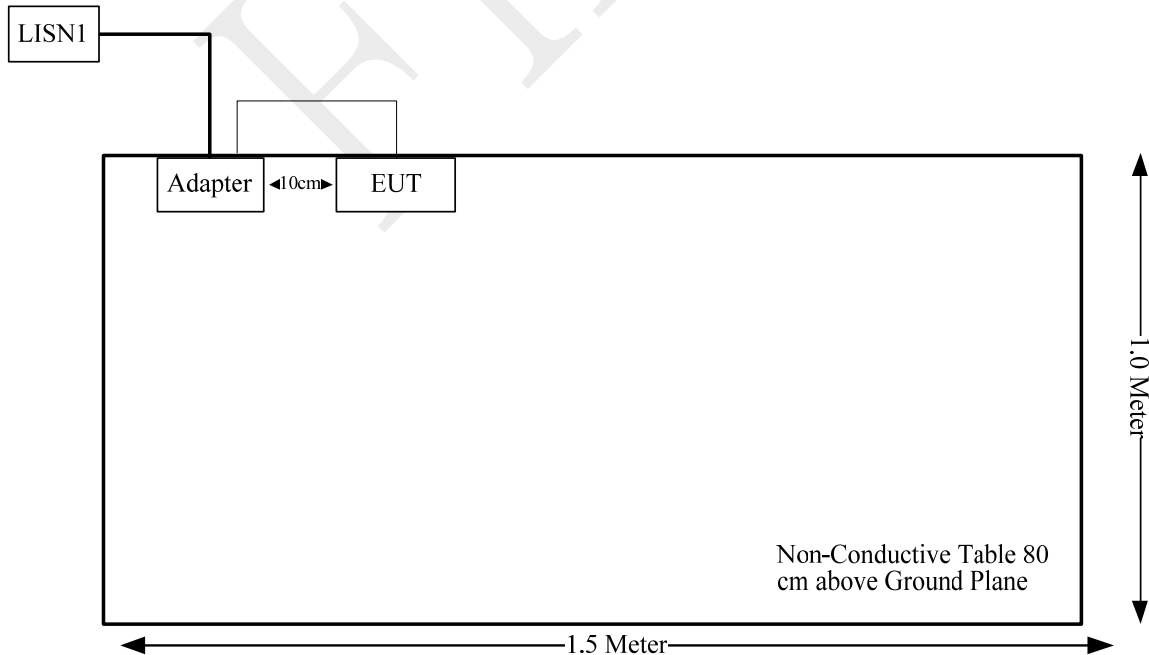 LISN1
Adapter
10cm
EUT
1.0 Meter
Non-Conductive Table 80
cm above Ground Plane
1.5 Meter